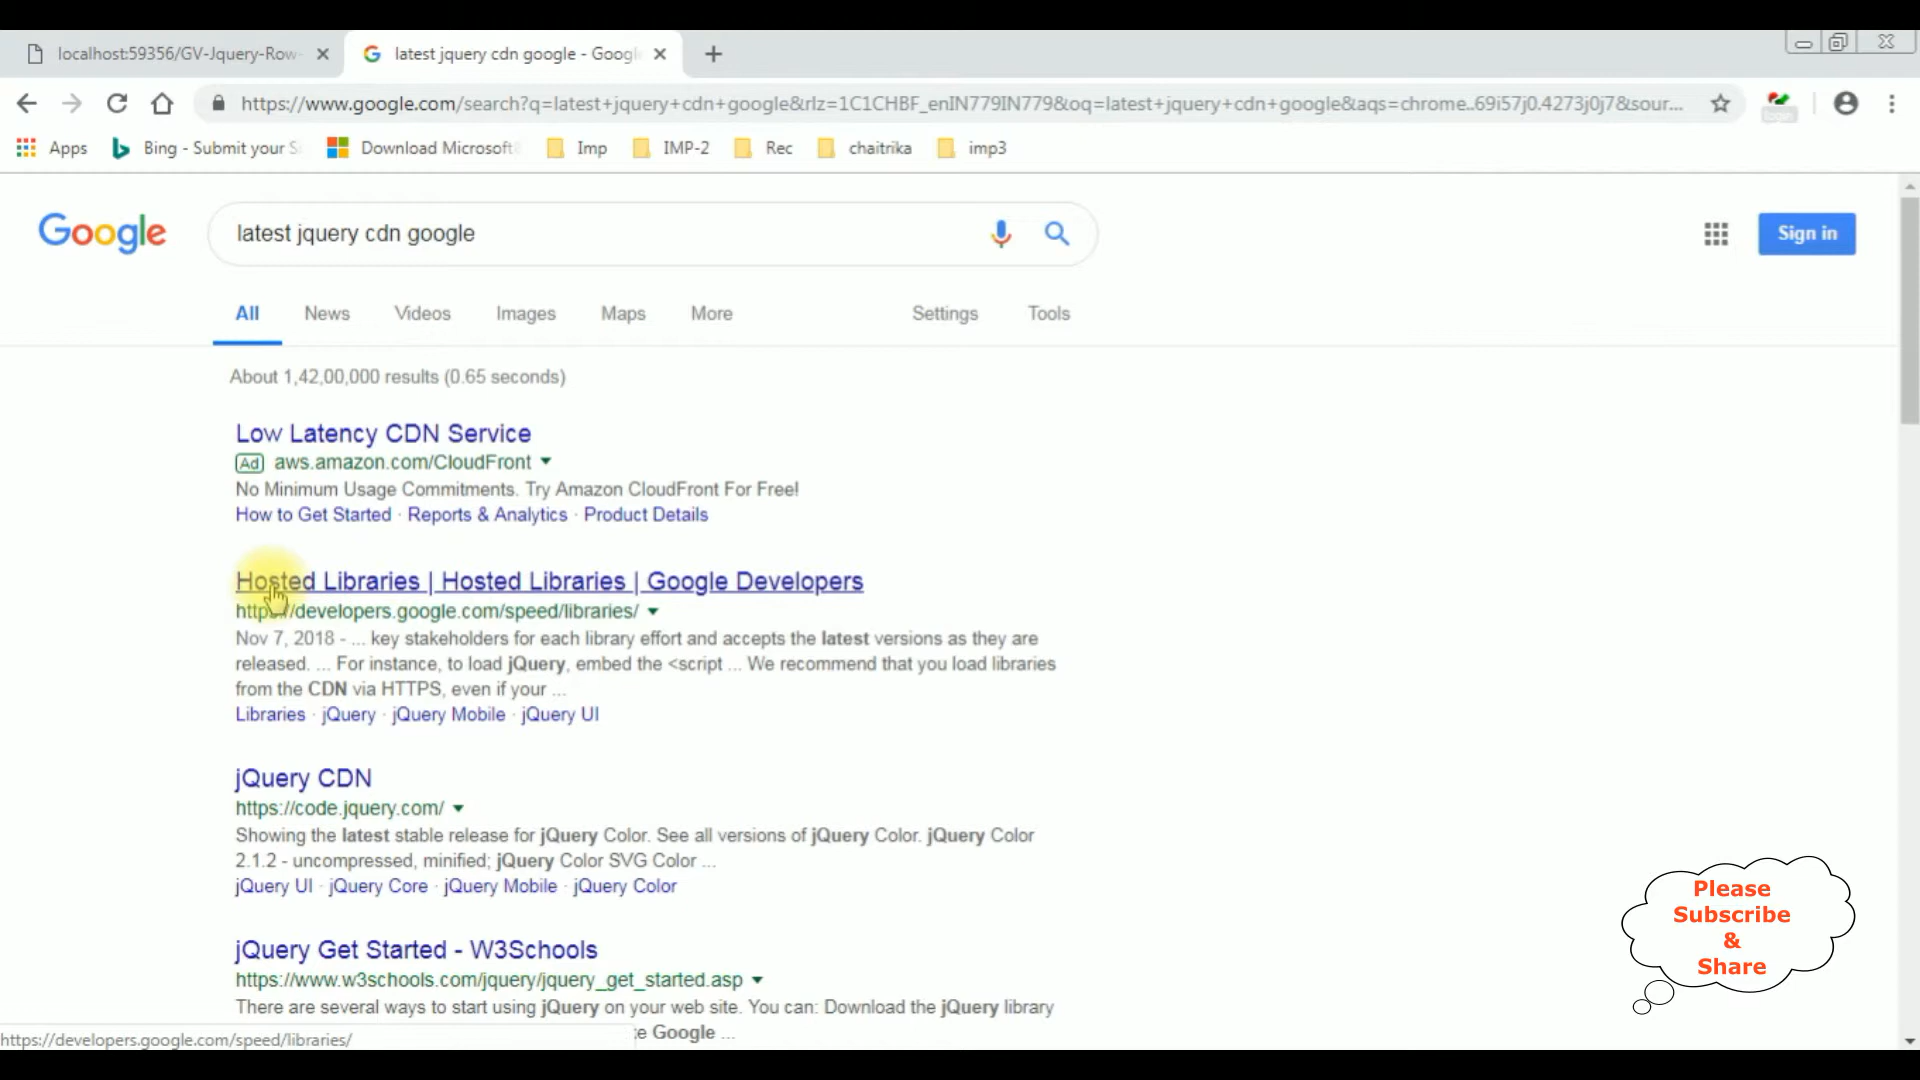 localhost:59356/GV-Jquery-Row-
latest jquery cdn google - Googl
https://www.google.com/search?q=latest+jquery+cdn+google&rlz=1C1CHBF_enIN779IN779&oq=latest+jquery+cdn+google&aqs=chrome..69i57j0.4273j0j7&sour...
Apps
Bing - Submit your S
Download Microsoft
Imp
IMP-2
Rec
chaitrika
imp3
Google
latest jquery cdn google
Sign in
All News Videos Images Maps More Settings Tools
About 1,42,00,000 results (0.65 seconds)
Low Latency CDN Service
Ad aws.amazon.com/CloudFront
No Minimum Usage Commitments. Try Amazon CloudFront For Free!
How to Get Started · Reports & Analytics · Product Details
Hosted Libraries | Hosted Libraries | Google Developers
https://developers.google.com/speed/libraries/
Nov 7, 2018 - ... key stakeholders for each library effort and accepts the latest versions as they are
released. ... For instance, to load jQuery, embed the <script ... We recommend that you load libraries
from the CDN via HTTPS, even if your ...
Libraries · jQuery · jQuery Mobile · jQuery UI
jQuery CDN
https://code.jquery.com/
Showing the latest stable release for jQuery Color. See all versions of jQuery Color. jQuery Color
2.1.2 - uncompressed, minified; jQuery Color SVG Color ...
jQuery UI · jQuery Core · jQuery Mobile · jQuery Color
jQuery Get Started - W3Schools
https://www.w3schools.com/jquery/jquery_get_started.asp
There are several ways to start using jQuery on your web site. You can: Download the jQuery library
Google ...
https://developers.google.com/speed/libraries/
Please
Subscribe
&
Share